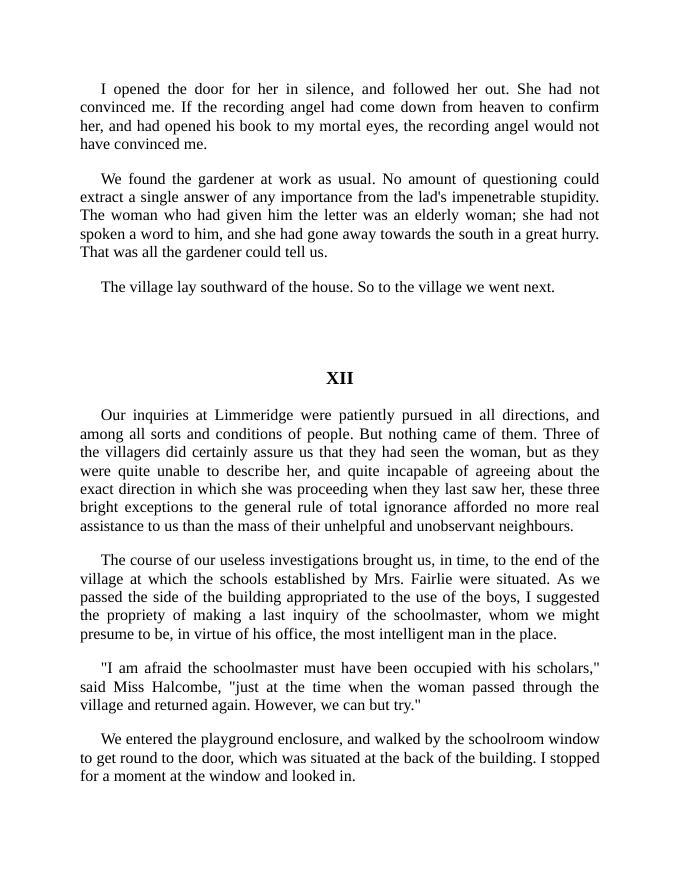 I opened the door for her in silence, and followed her out. She had not
convinced me. If the recording angel had come down from heaven to confirm
her, and had opened his book to my mortal eyes, the recording angel would not
have convinced me.
We found the gardener at work as usual. No amount of questioning could
extract a single answer of any importance from the lad's impenetrable stupidity.
The woman who had given him the letter was an elderly woman; she had not
spoken a word to him, and she had gone away towards the south in a great hurry.
That was all the gardener could tell us.
The village lay southward of the house. So to the village we went next.
XII
Our inquiries at Limmeridge were patiently pursued in all directions, and
among all sorts and conditions of people. But nothing came of them. Three of
the villagers did certainly assure us that they had seen the woman, but as they
were quite unable to describe her, and quite incapable of agreeing about the
exact direction in which she was proceeding when they last saw her, these three
bright exceptions to the general rule of total ignorance afforded no more real
assistance to us than the mass of their unhelpful and unobservant neighbours.
The course of our useless investigations brought us, in time, to the end of the
village at which the schools established by Mrs. Fairlie were situated. As we
passed the side of the building appropriated to the use of the boys, I suggested
the propriety of making a last inquiry of the schoolmaster, whom we might
presume to be, in virtue of his office, the most intelligent man in the place.
"I am afraid the schoolmaster must have been occupied with his scholars,"
said Miss Halcombe, "just at the time when the woman passed through the
village and returned again. However, we can but try."
We entered the playground enclosure, and walked by the schoolroom window
to get round to the door, which was situated at the back of the building. I stopped
for a moment at the window and looked in.